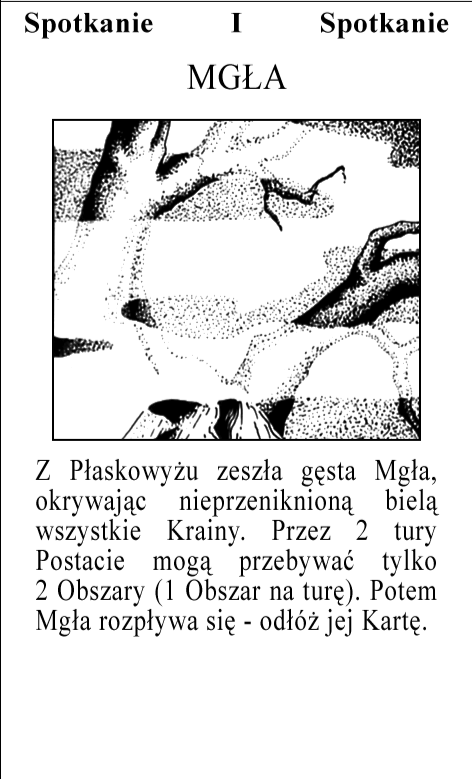 Spotkanie I Spotkanie
MGŁA
Z Płaskowyżu zeszła gęsta Mgła,
okrywając nieprzeniknioną bielą
wszystkie Krainy. Przez 2 tury
Postacie mogą przebywać tylko
2 Obszary (1 Obszar na turę). Potem
Mgła rozpływa się - odłóż jej Kartę.